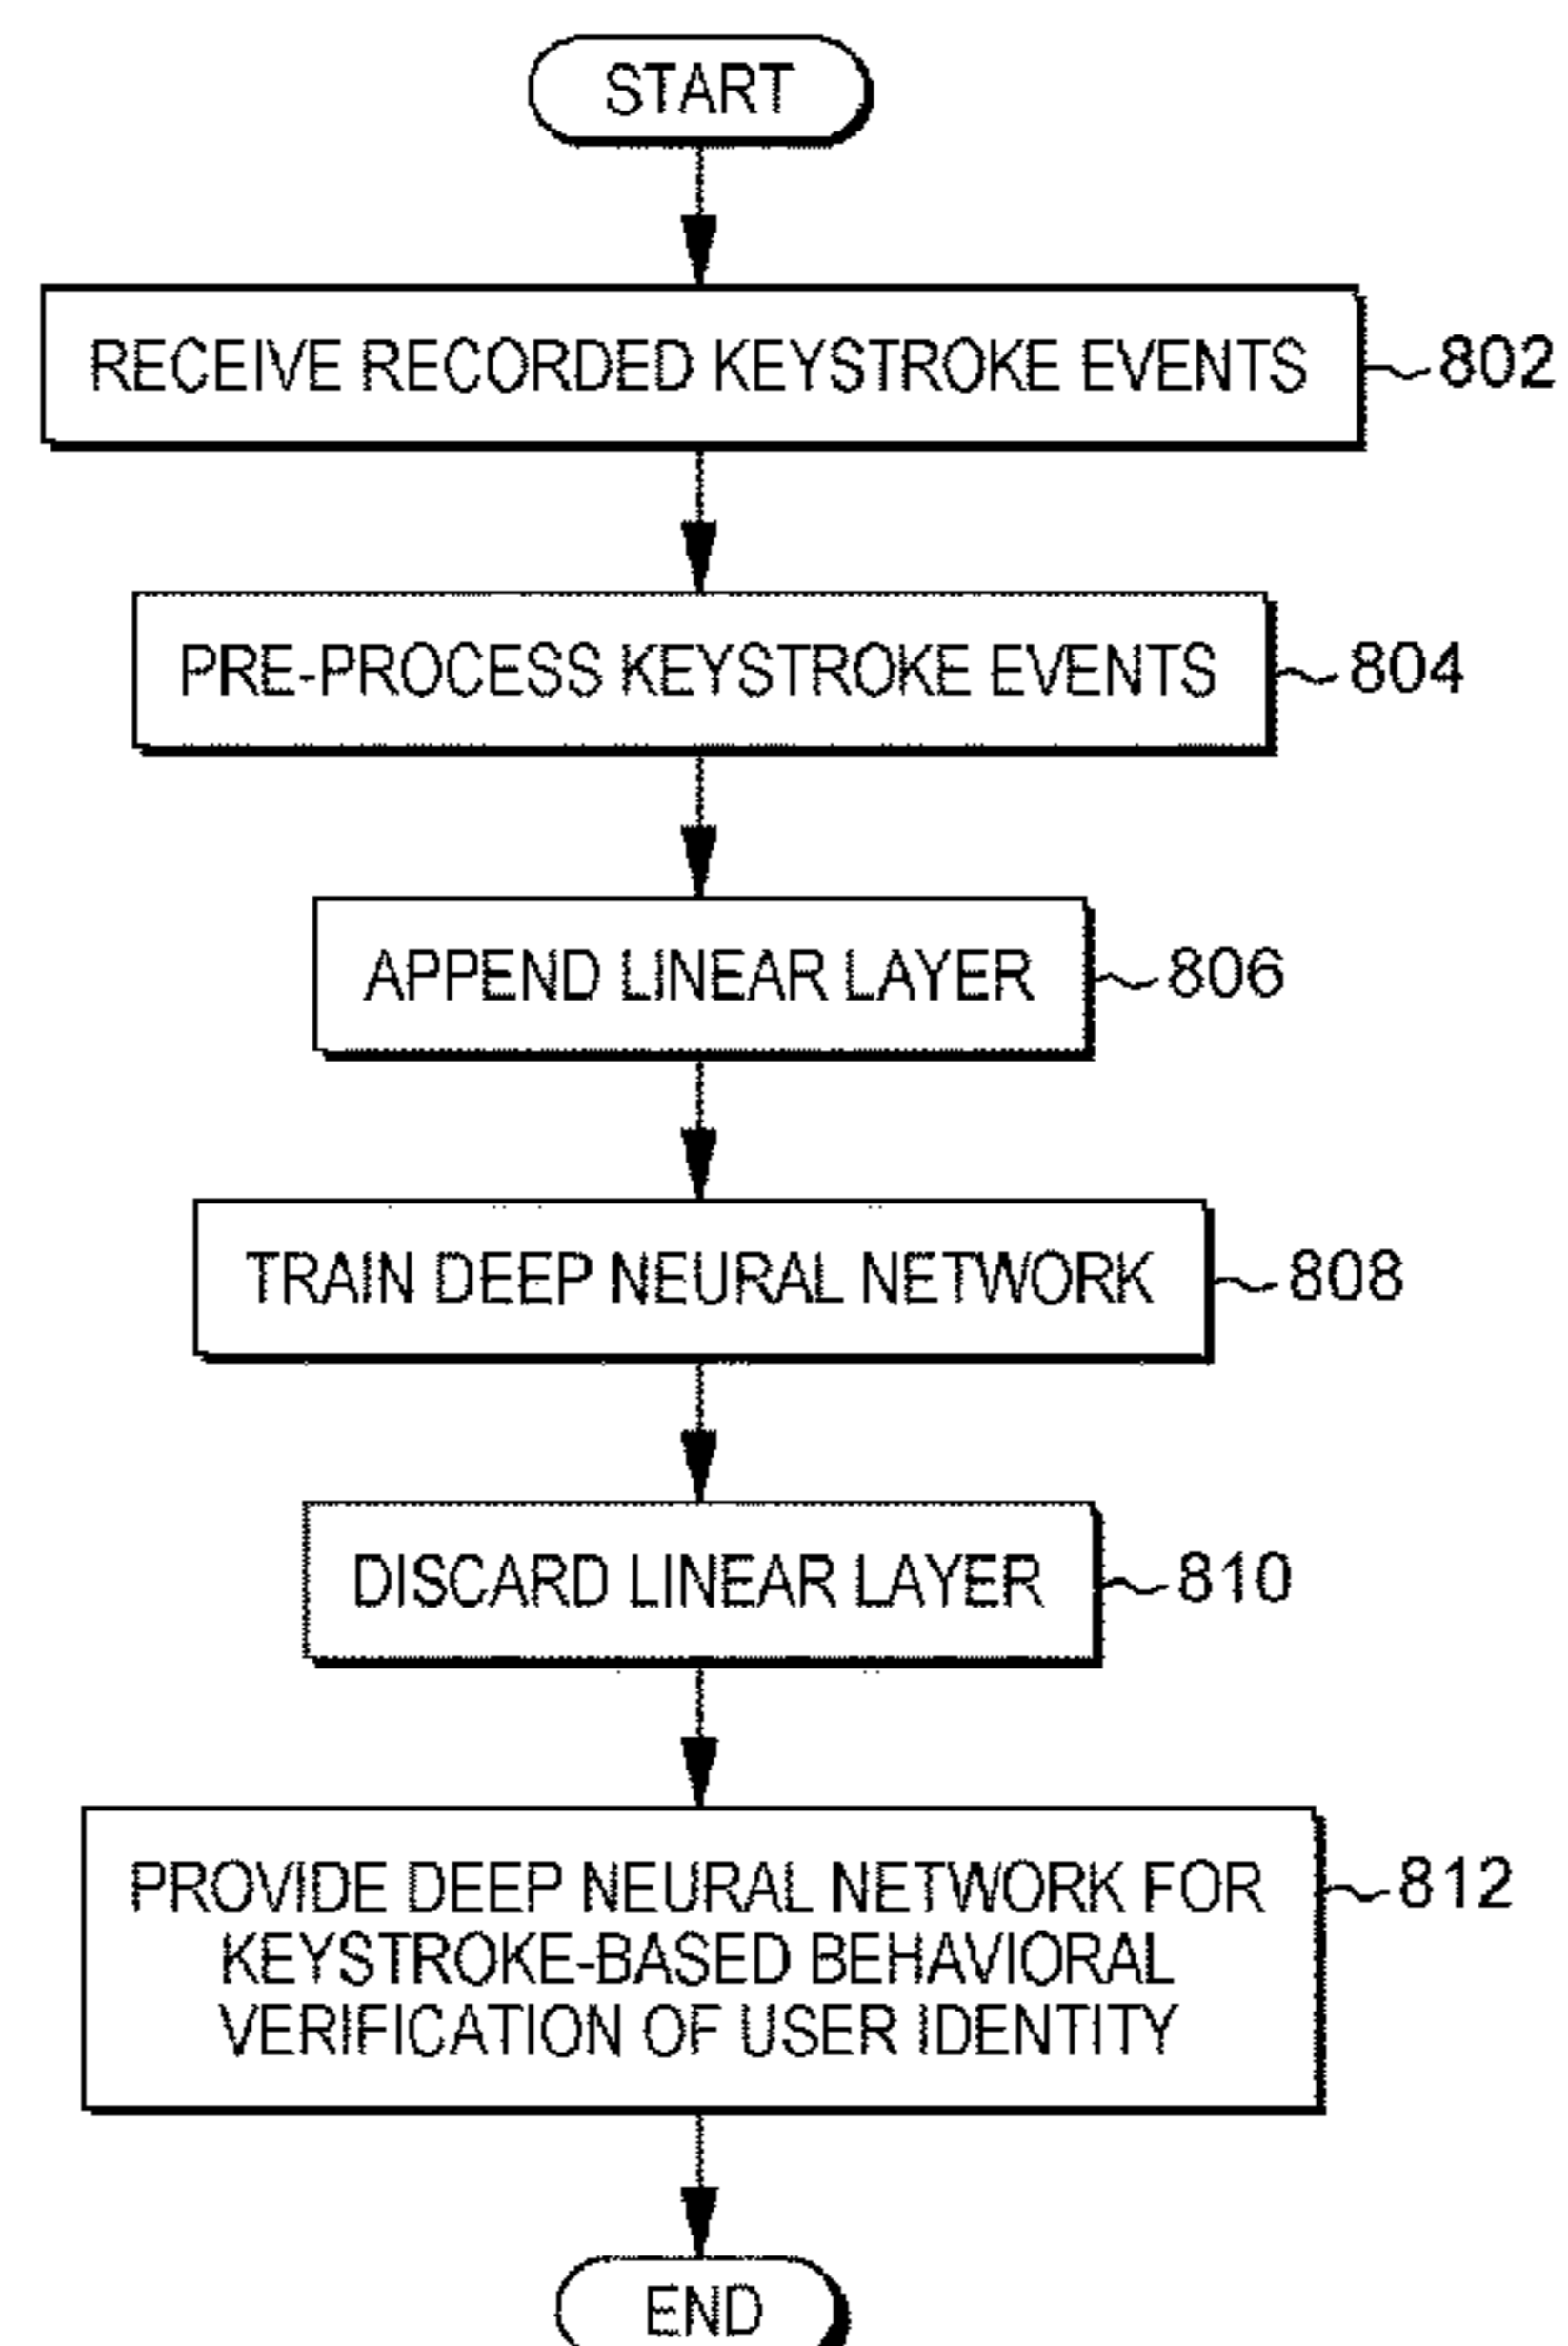 START
RECEIVE RECORDED KEYSTROKE EVENTS
802
PRE-PROCESS KEYSTROKE EVENTS
804
APPEND LINEAR LAYER
806
TRAIN DEEP NEURAL NETWORK
808
DISCARD LINEAR LAYER
810
PROVIDE DEEP NEURAL NETWORK FOR
KEYSTROKE-BASED BEHAVIORAL
VERIFICATION OF USER IDENTITY
812
END